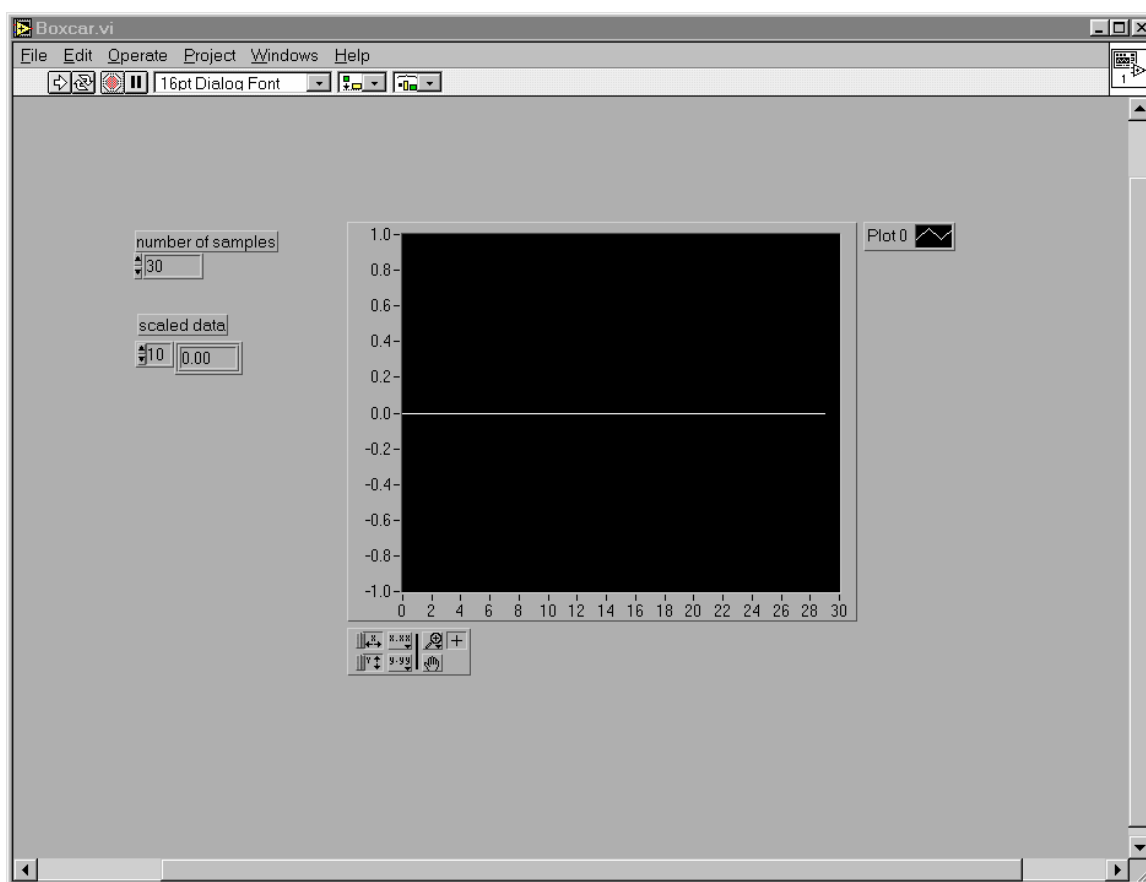 Boxcar.vi
File Edit Operate Project Windows Help
16pt Dialog Font
1
number of samples
30
scaled data
10 0.00
Plot 0
1.0
0.8
0.6
0.4
0.2
0.0
-0.2
-0.4
-0.6
-0.8
-1.0
0 2 4 6 8 10 12 14 16 18 20 22 24 26 28 30
X x.xx
Y y.yy